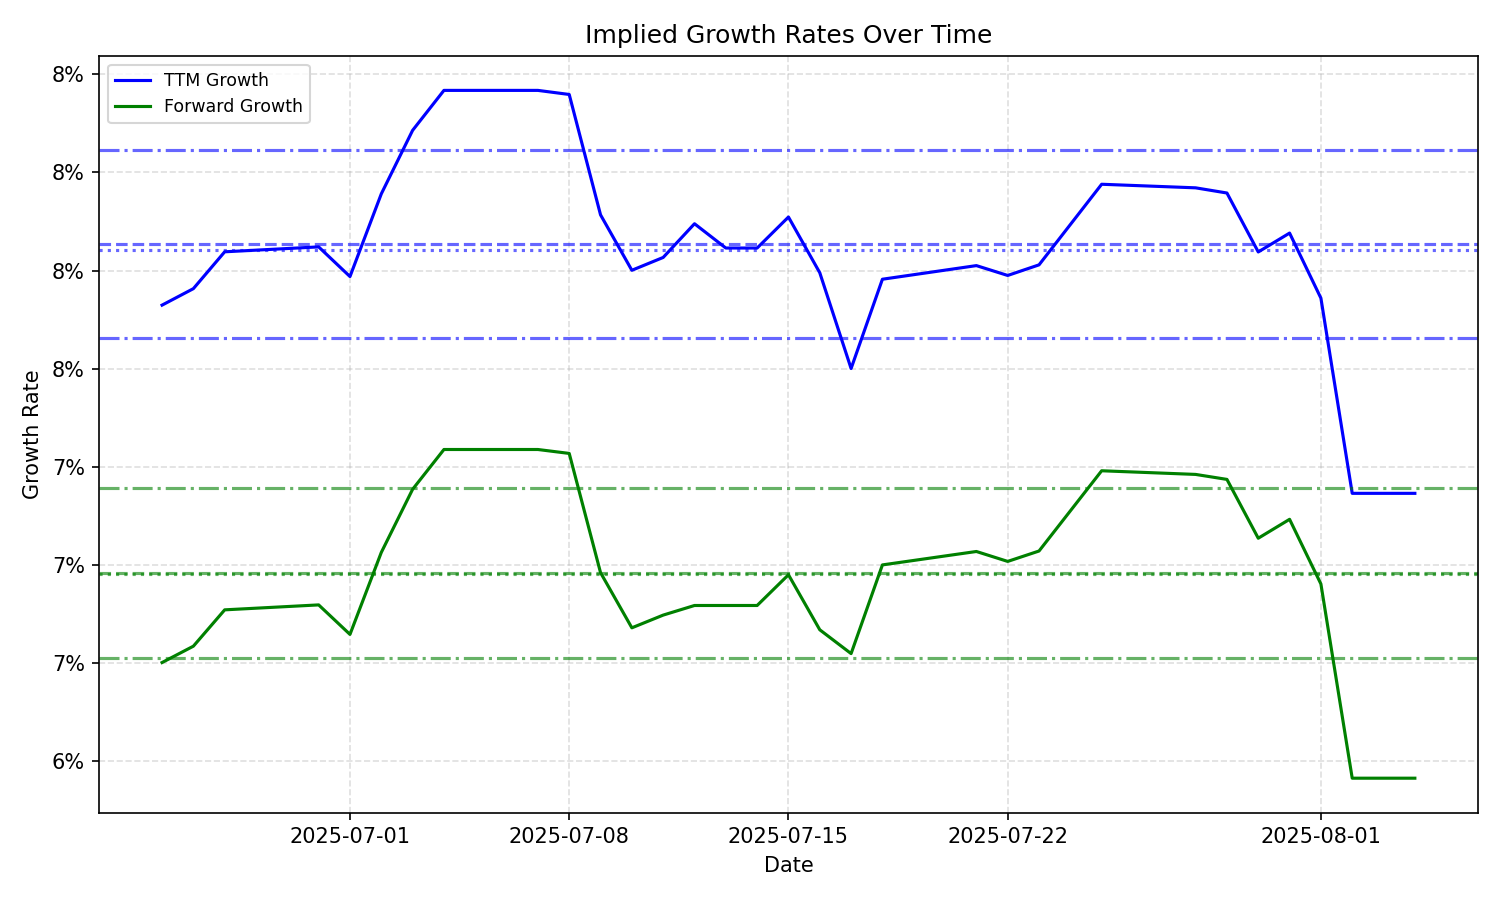 Implied Growth Rates Over Time
TTM Growth
Forward Growth
8%
8%
8%
8%
7%
7%
7%
6%
Growth Rate
2025-07-01
2025-07-08
2025-07-15
2025-07-22
2025-08-01
Date